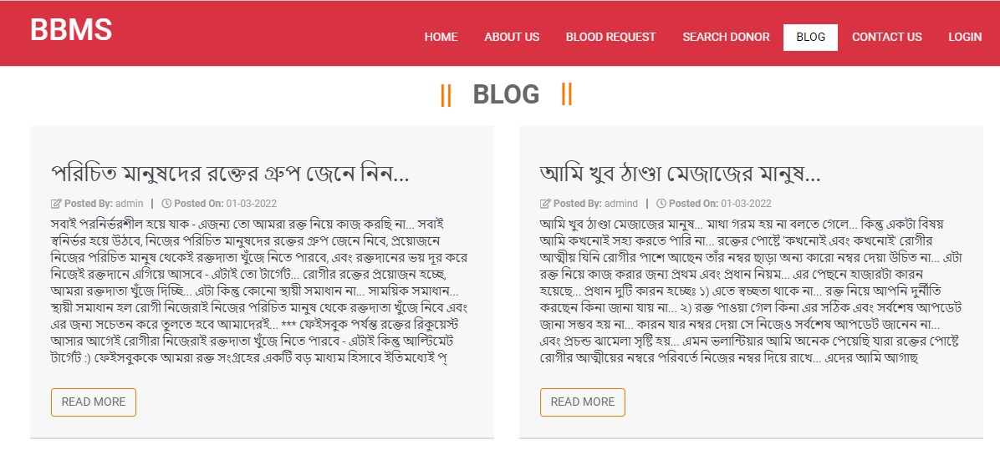 BBMS
HOME ABOUT US BLOOD REQUEST SEARCH DONOR BLOG CONTACT US LOGIN
|| BLOG ||
পরিচিত মানুষদের রক্তের গ্রুপ জেনে নিন...
Posted By: admin | Posted On: 01-03-2022
সবাই পরনির্ভরশীল হয়ে যাক - এজন্য তো আমরা রক্ত নিয়ে কাজ করছি না... সবাই
স্বনির্ভর হয়ে উঠবে, নিজের পরিচিত মানুষদের রক্তের গ্রুপ জেনে নিবে, প্রয়োজনে
নিজের পরিচিত মানুষ থেকেই রক্তদাতা খুঁজে নিতে পারবে, এবং রক্তদানের ভয় দূর করে
নিজেই রক্তদানে এগিয়ে আসবে - এটাই তো টার্গেট... রোগীর রক্তের প্রয়োজন হচ্ছে,
আমরা রক্তদাতা খুঁজে দিচ্ছি... এটা কিন্তু কোনো স্থায়ী সমাধান না... সাময়িক সমাধান...
স্থায়ী সমাধান হল রোগী নিজেরাই নিজের পরিচিত মানুষ থেকে রক্তদাতা খুঁজে নিবে এবং
এর জন্য সচেতন করে তুলতে হবে আমাদেরই... *** ফেইসবুক পর্যন্ত রক্তের রিকুয়েস্ট
আসার আগেই রোগীরা নিজেরাই রক্তদাতা খুঁজে নিতে পারবে - এটাই কিন্তু আল্টিমেট
টার্গেট :) ফেইসবুককে আমরা রক্ত সংগ্রহের একটি বড় মাধ্যম হিসাবে ইতিমধ্যেই প্
READ MORE
আমি খুব ঠাণ্ডা মেজাজের মানুষ...
Posted By: admind | Posted On: 01-03-2022
আমি খুব ঠাণ্ডা মেজাজের মানুষ... মাথা গরম হয় না বলতে গেলে... কিন্তু একটা বিষয়
আমি কখনোই সহ্য করতে পারি না... রক্তের পোষ্টে 'কখনোই এবং কখনোই' রোগীর
আত্মীয় যিনি রোগীর পাশে আছেন তাঁর নম্বর ছাড়া অন্য কারো নম্বর দেয়া উচিত না... এটা
রক্ত নিয়ে কাজ করার জন্য প্রথম এবং প্রধান নিয়ম... এর পেছনে হাজারটা কারন
হয়েছে... প্রধান দুটি কারন হচ্ছেঃ ১) এতে স্বচ্ছতা থাকে না... রক্ত নিয়ে আপনি দুর্নীতি
করছেন কিনা জানা যায় না... ২) রক্ত পাওয়া গেল কিনা এর সঠিক এবং সর্বশেষ আপডেট
জানা সম্ভব হয় না... কারন যার নম্বর দেয়া সে নিজেও সর্বশেষ আপডেট জানেন না...
এবং প্রচন্ড ঝামেলা সৃষ্টি হয়... এমন ভলান্টিয়ার আমি অনেক পেয়েছি যারা রক্তের পোষ্টে
রোগীর আত্মীয়ের নম্বরে পরিবর্তে নিজের নম্বর দিয়ে রাখে... এদের আমি আগাছ
READ MORE